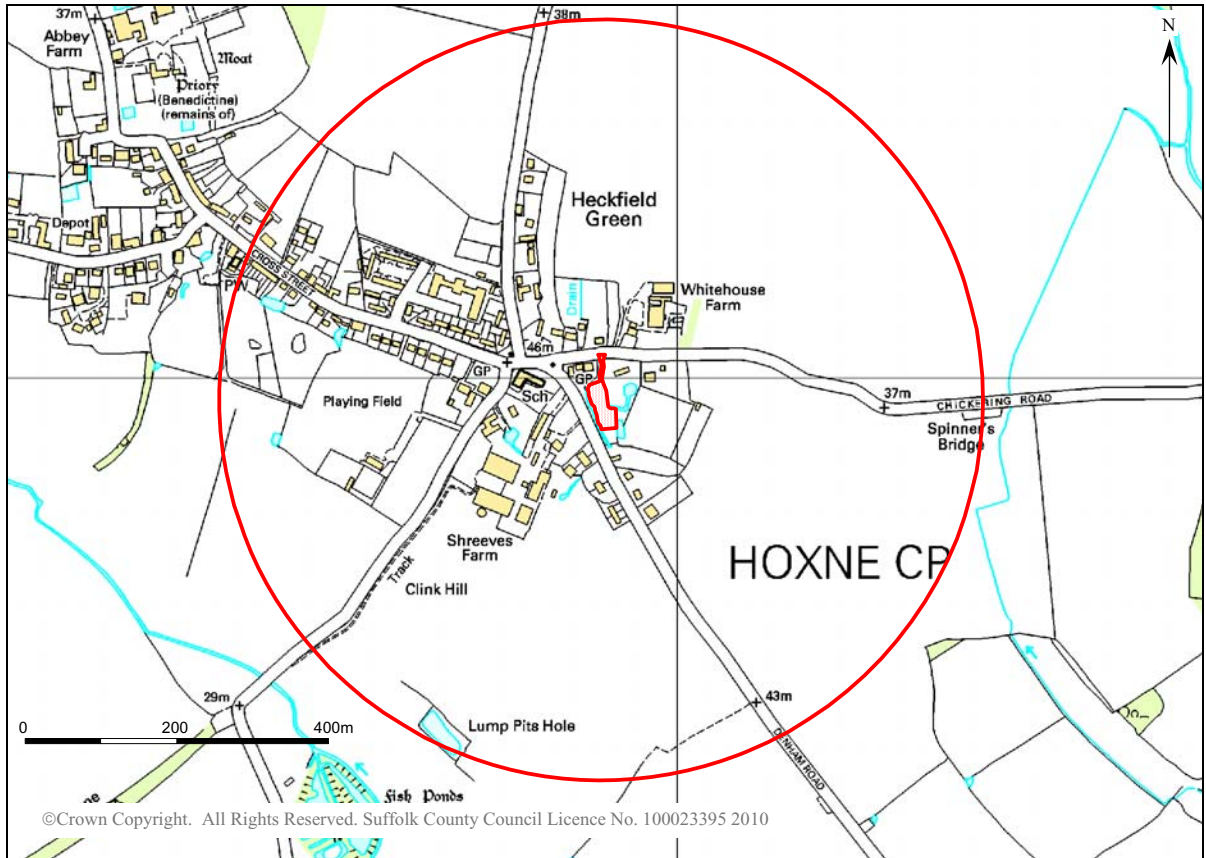 37m
38m
N
Abbey
Farm
Moat
Priory
(Benedictine)
(remains of)
Heckfield
Green
Depot
CROSS STREET
PW
Drain
Whitehouse
Farm
46m
GP
GP
Sch
Playing Field
37m
CHICKERING ROAD
Spinner's
Bridge
Shreeves
Farm
HOXNE CP
Track
Clink Hill
29m
43m
Lump Pits Hole
DENHAM ROAD
0 200 400m
Fish Ponds
©Crown Copyright. All Rights Reserved. Suffolk County Council Licence No. 100023395 2010